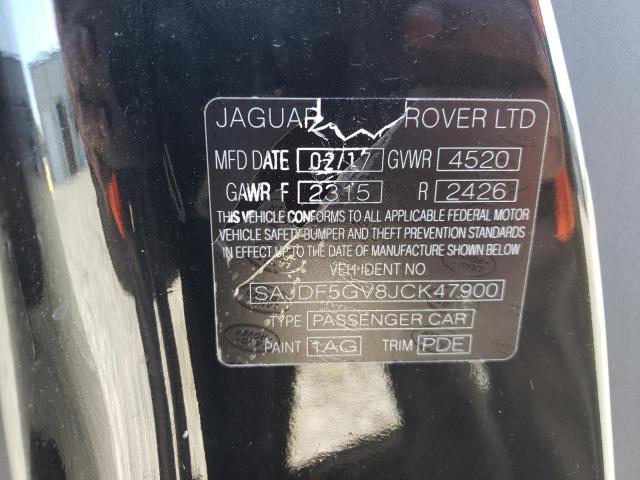 JAGUAR ROVER LTD
MFD DATE 02/17 GVWR 4520
GAWR F 2315 R 2426
THIS VEHICLE CONFORMS TO ALL APPLICABLE FEDERAL MOTOR
VEHICLE SAFETY BUMPER AND THEFT PREVENTION STANDARDS
IN EFFECT UP TO THE DATE OF MANUFACTURE SHOWN BELOW
VEH IDENT NO
SAJDF5GV8JCK47900
TYPE PASSENGER CAR
PAINT 1AG TRIM PDE